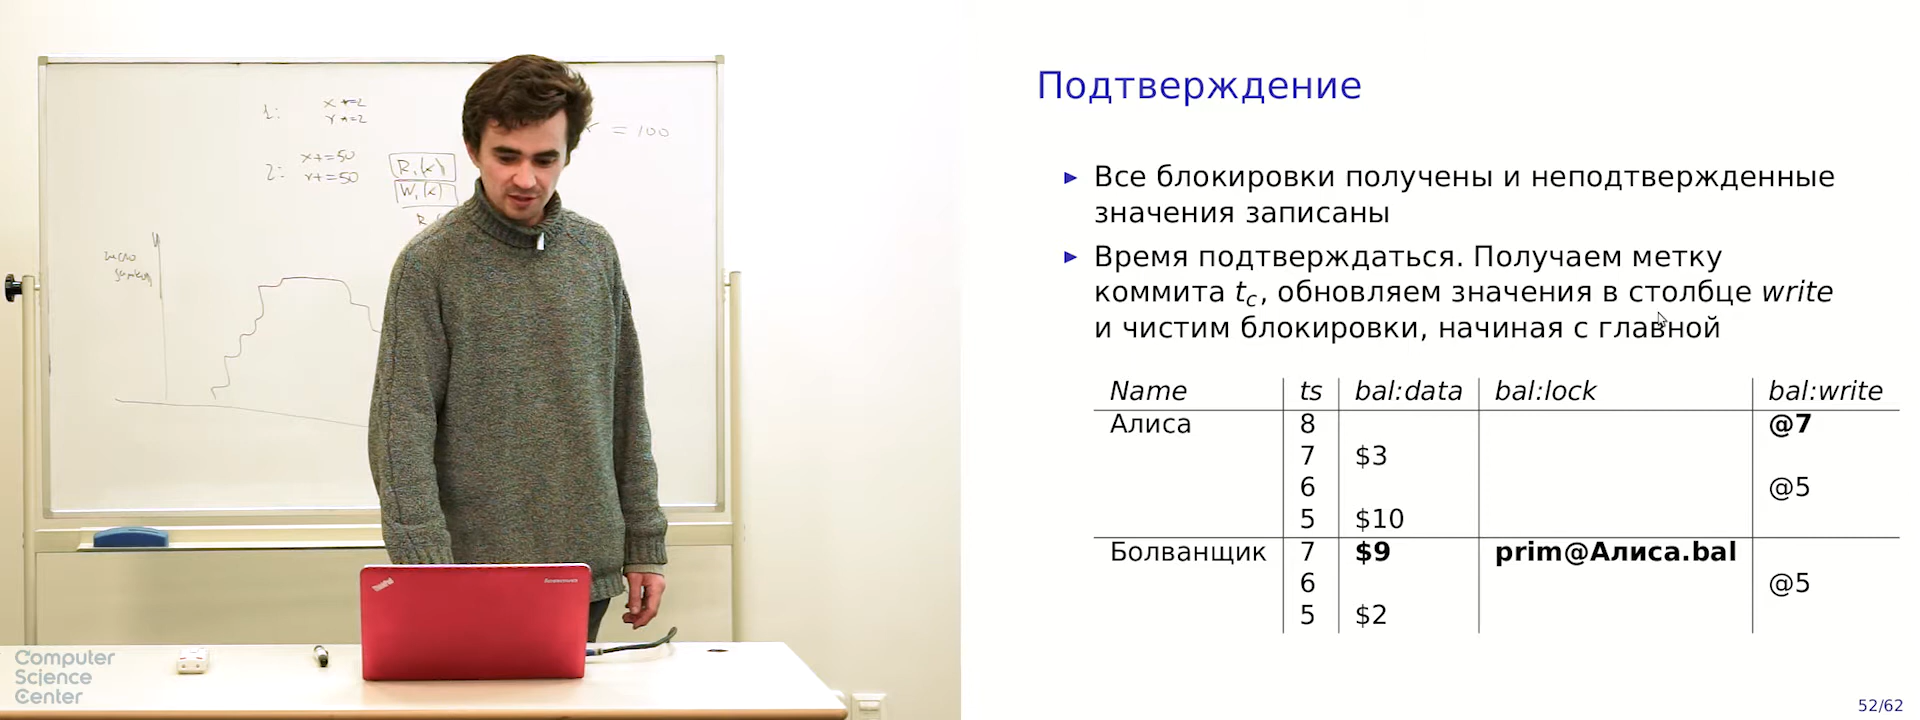 1: x += 2
y += 2
2: x += 50
y += 50
R₁(x)
W₁(x)
= 100
число
Computer
Science
Center
Подтверждение
Все блокировки получены и неподтвержденные
значения записаны
Время подтверждаться. Получаем метку
коммита t_c, обновляем значения в столбце write
и чистим блокировки, начиная с главной
Name ts bal:data bal:lock bal:write
Алиса 8 @7
7 $3
6 @5
5 $10
Болванщик 7 $9 prim@Алиса.bal
6 @5
5 $2
52/62